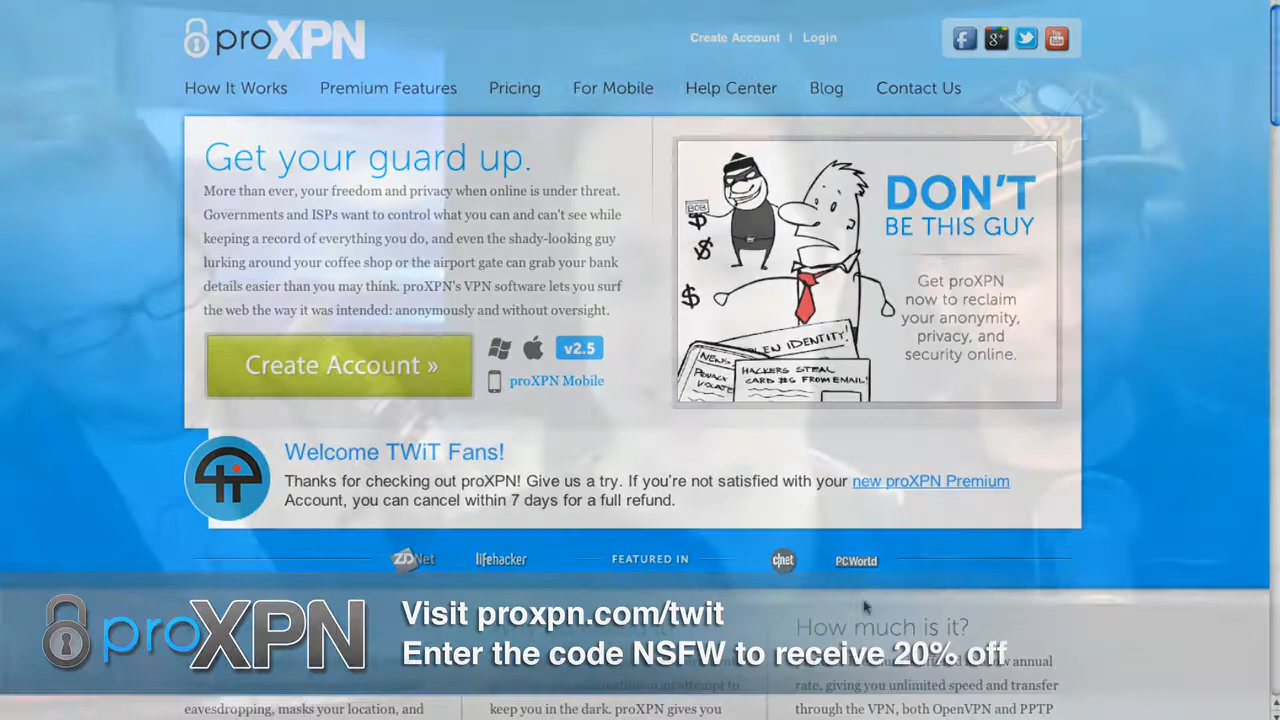 proXPN
Create Account | Login
How It Works Premium Features Pricing For Mobile Help Center Blog Contact Us
Get your guard up.
More than ever, your freedom and privacy when online is under threat.
Governments and ISPs want to control what you can and can't see while
keeping a record of everything you do, and even the shady-looking guy
lurking around your coffee shop or the airport gate can grab your bank
details easier than you may think. proXPN's VPN software lets you surf
the web the way it was intended: anonymously and without oversight.
Create Account »
v2.5
proXPN Mobile
BOB
DON'T
BE THIS GUY
Get proXPN
now to reclaim
your anonymity,
privacy, and
security online.
LEN IDENTITY!
NEWS
PRIVACY
VIOLATE
HACKERS STEAL
CARD #S FROM EMAIL!
Welcome TWiT Fans!
Thanks for checking out proXPN! Give us a try. If you're not satisfied with your new proXPN Premium
Account, you can cancel within 7 days for a full refund.
ZDNet lifehacker FEATURED IN c|net PCWorld
proXPN
Visit proxpn.com/twit
Enter the code NSFW to receive 20% off
How much is it?
annual
rate, giving you unlimited speed and transfer
eavesdropping, masks your location, and
keep you in the dark. proXPN gives you
through the VPN, both OpenVPN and PPTP